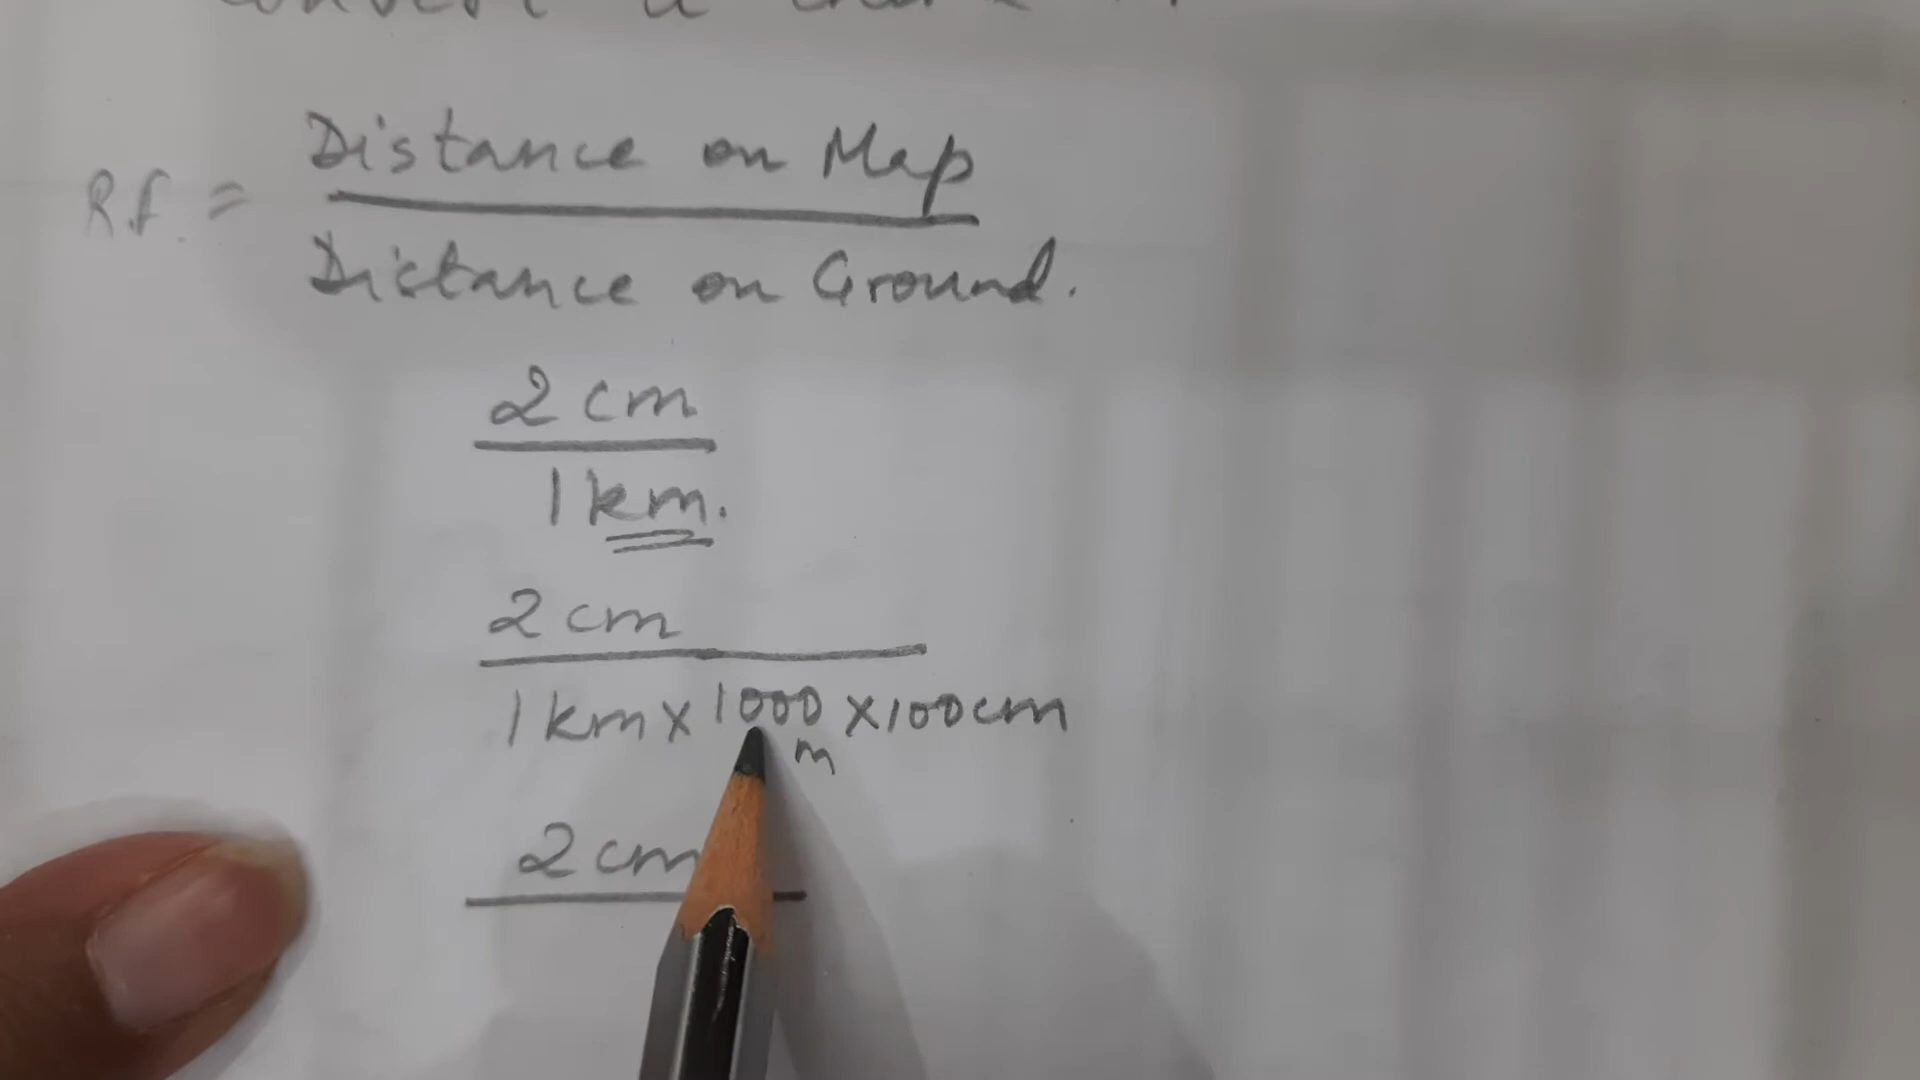 R.f. = Distance on Map
Distance on Ground.
2 cm
1 km.
2 cm
1 km x 1000 m x 100 cm
2 cm